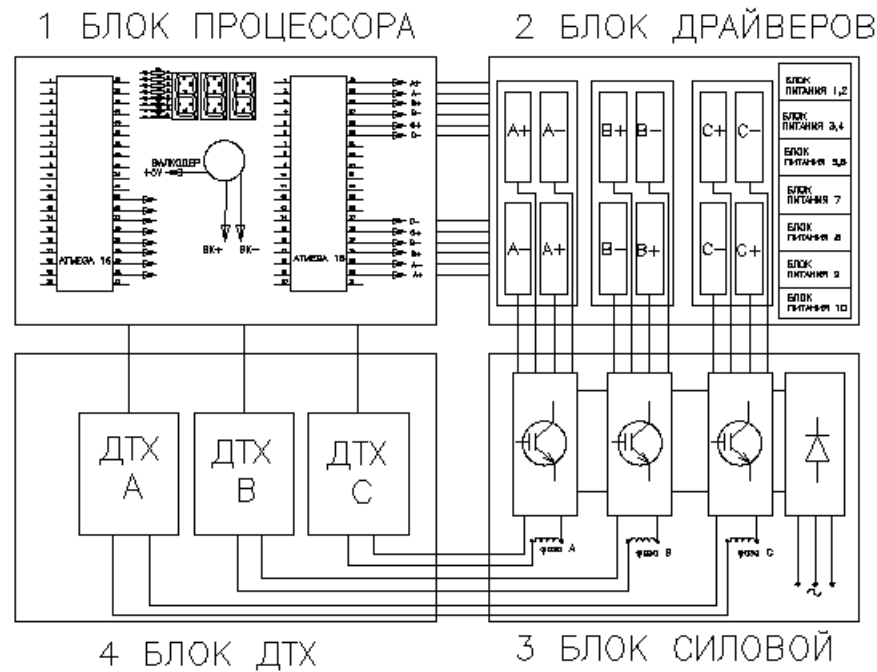 1 БЛОК ПРОЦЕССОРА
2 БЛОК ДРАЙВЕРОВ
ВАЛКОДЕР
+5V
ВК+ ВК-
ATMEGA 16
ATMEGA 16
A+
A-
B+
B-
A-
A+
A+ A-
B+ B-
C+ C-
A- A+
B- B+
C- C+
БЛОК
ПИТАНИЯ 1,2
БЛОК
ПИТАНИЯ 3,4
БЛОК
ПИТАНИЯ 5,6
БЛОК
ПИТАНИЯ 7
БЛОК
ПИТАНИЯ 8
БЛОК
ПИТАНИЯ 9
БЛОК
ПИТАНИЯ 10
ДТХ
A
ДТХ
B
ДТХ
C
фаза A
фаза B
фаза C
~
4 БЛОК ДТХ
3 БЛОК СИЛОВОЙ